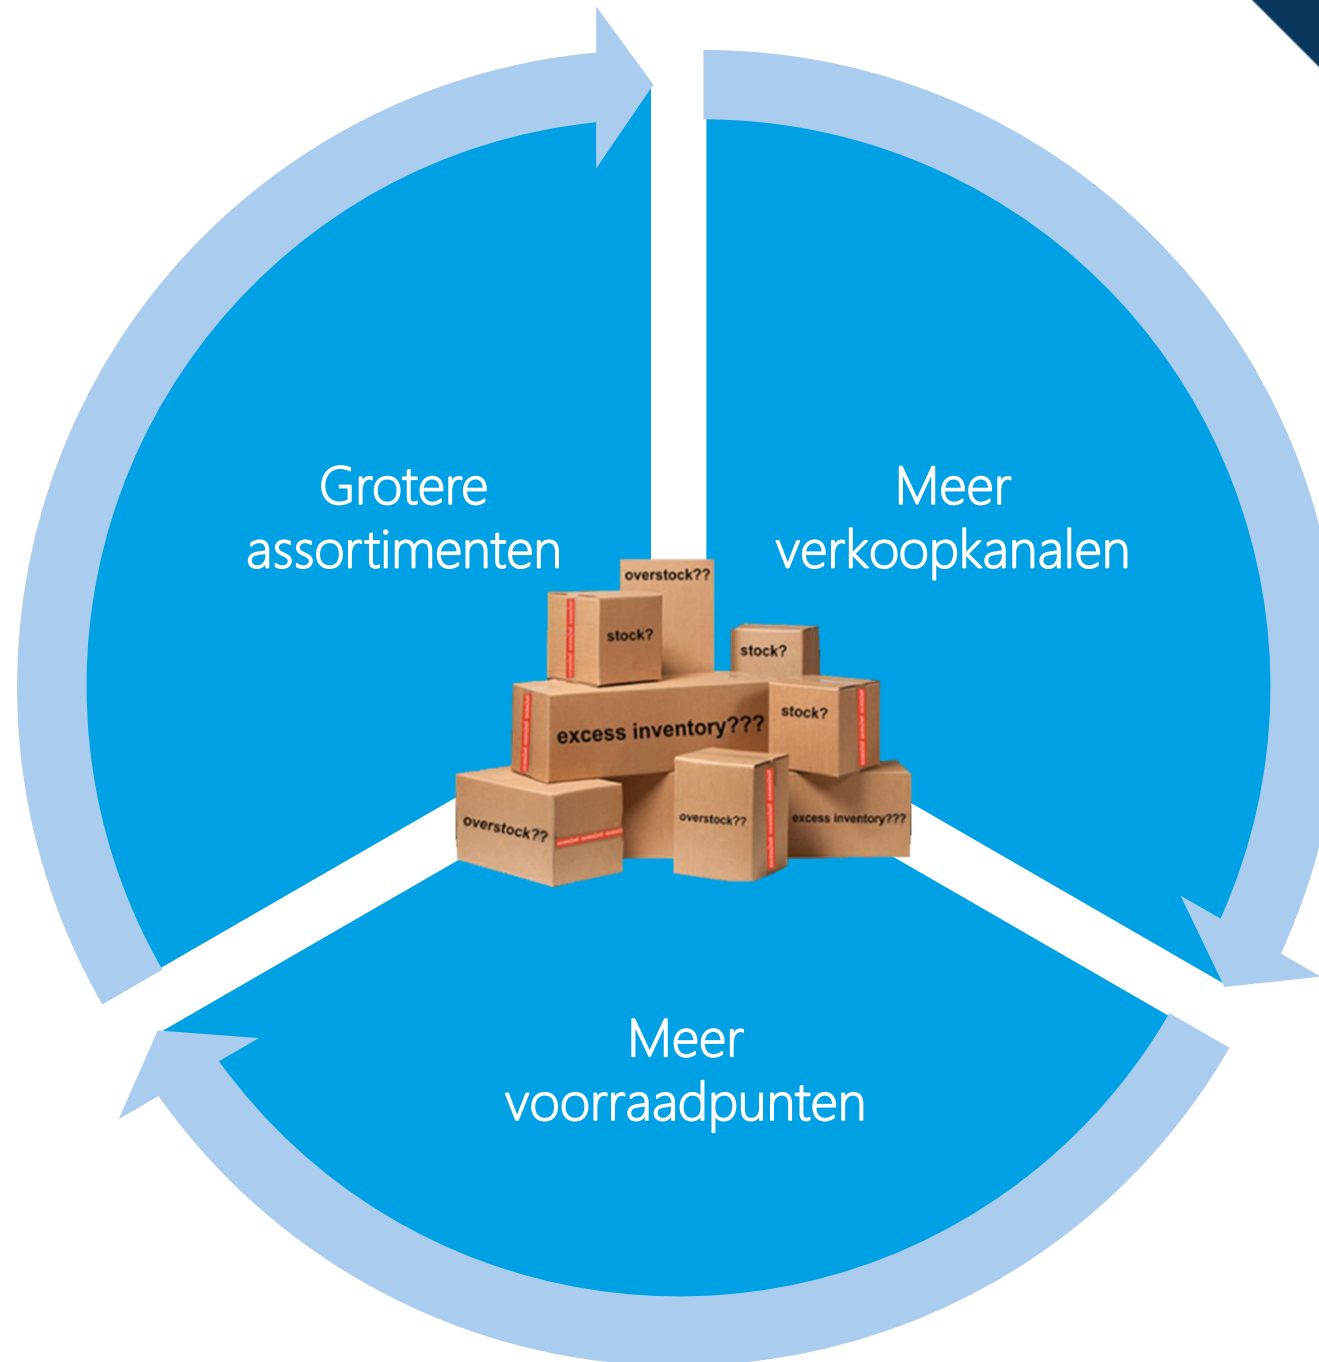 Grotere
assortimenten
Meer
verkoopkanalen
overstock??
stock?
stock?
stock?
excess inventory???
overstock??
overstock??
excess inventory???
Meer
voorraadpunten